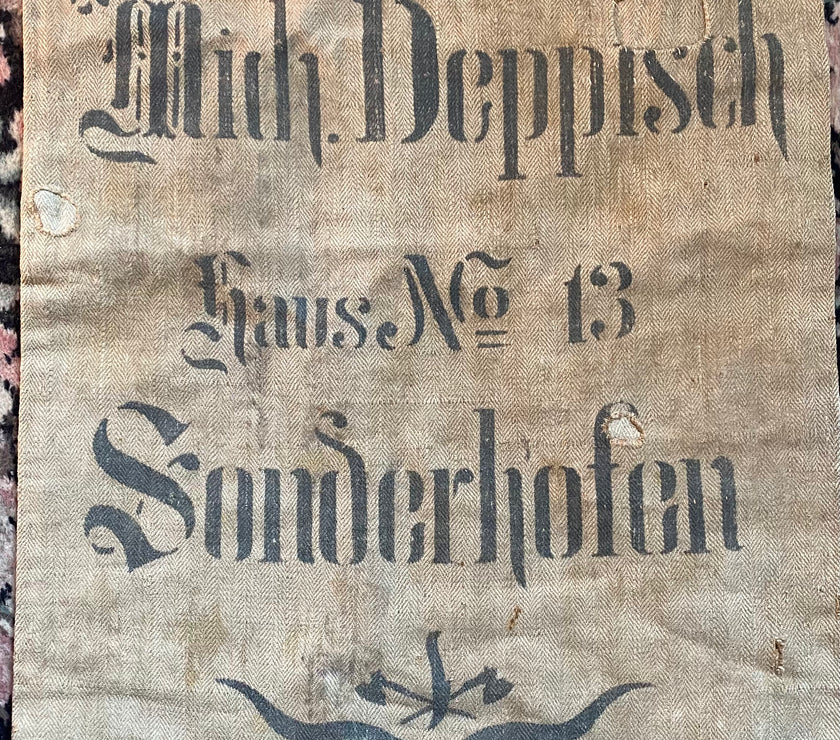 Mich. Deppisch
Haus No 13
Sonderhofen